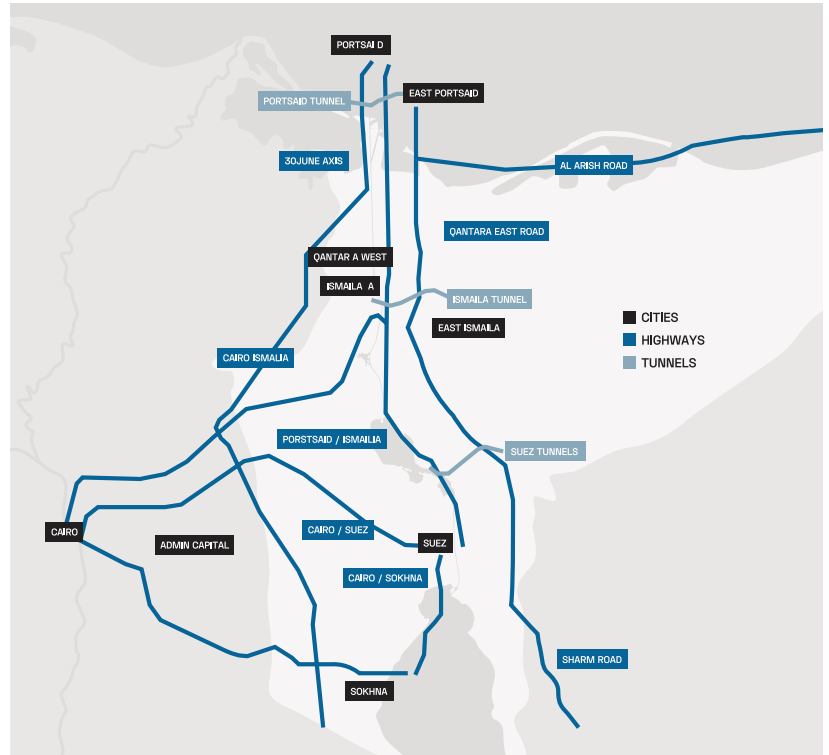 PORTSAI D
EAST PORTSAID
PORTSAID TUNNEL
30JUNE AXIS
AL ARISH ROAD
QANTARA EAST ROAD
QANTAR A WEST
ISMAILA A
ISMAILA TUNNEL
EAST ISMAILA
CITIES
HIGHWAYS
TUNNELS
CAIRO ISMALIA
PORSTSAID / ISMAILIA
SUEZ TUNNELS
CAIRO / SUEZ
CAIRO
ADMIN CAPITAL
SUEZ
CAIRO / SOKHNA
SHARM ROAD
SOKHNA